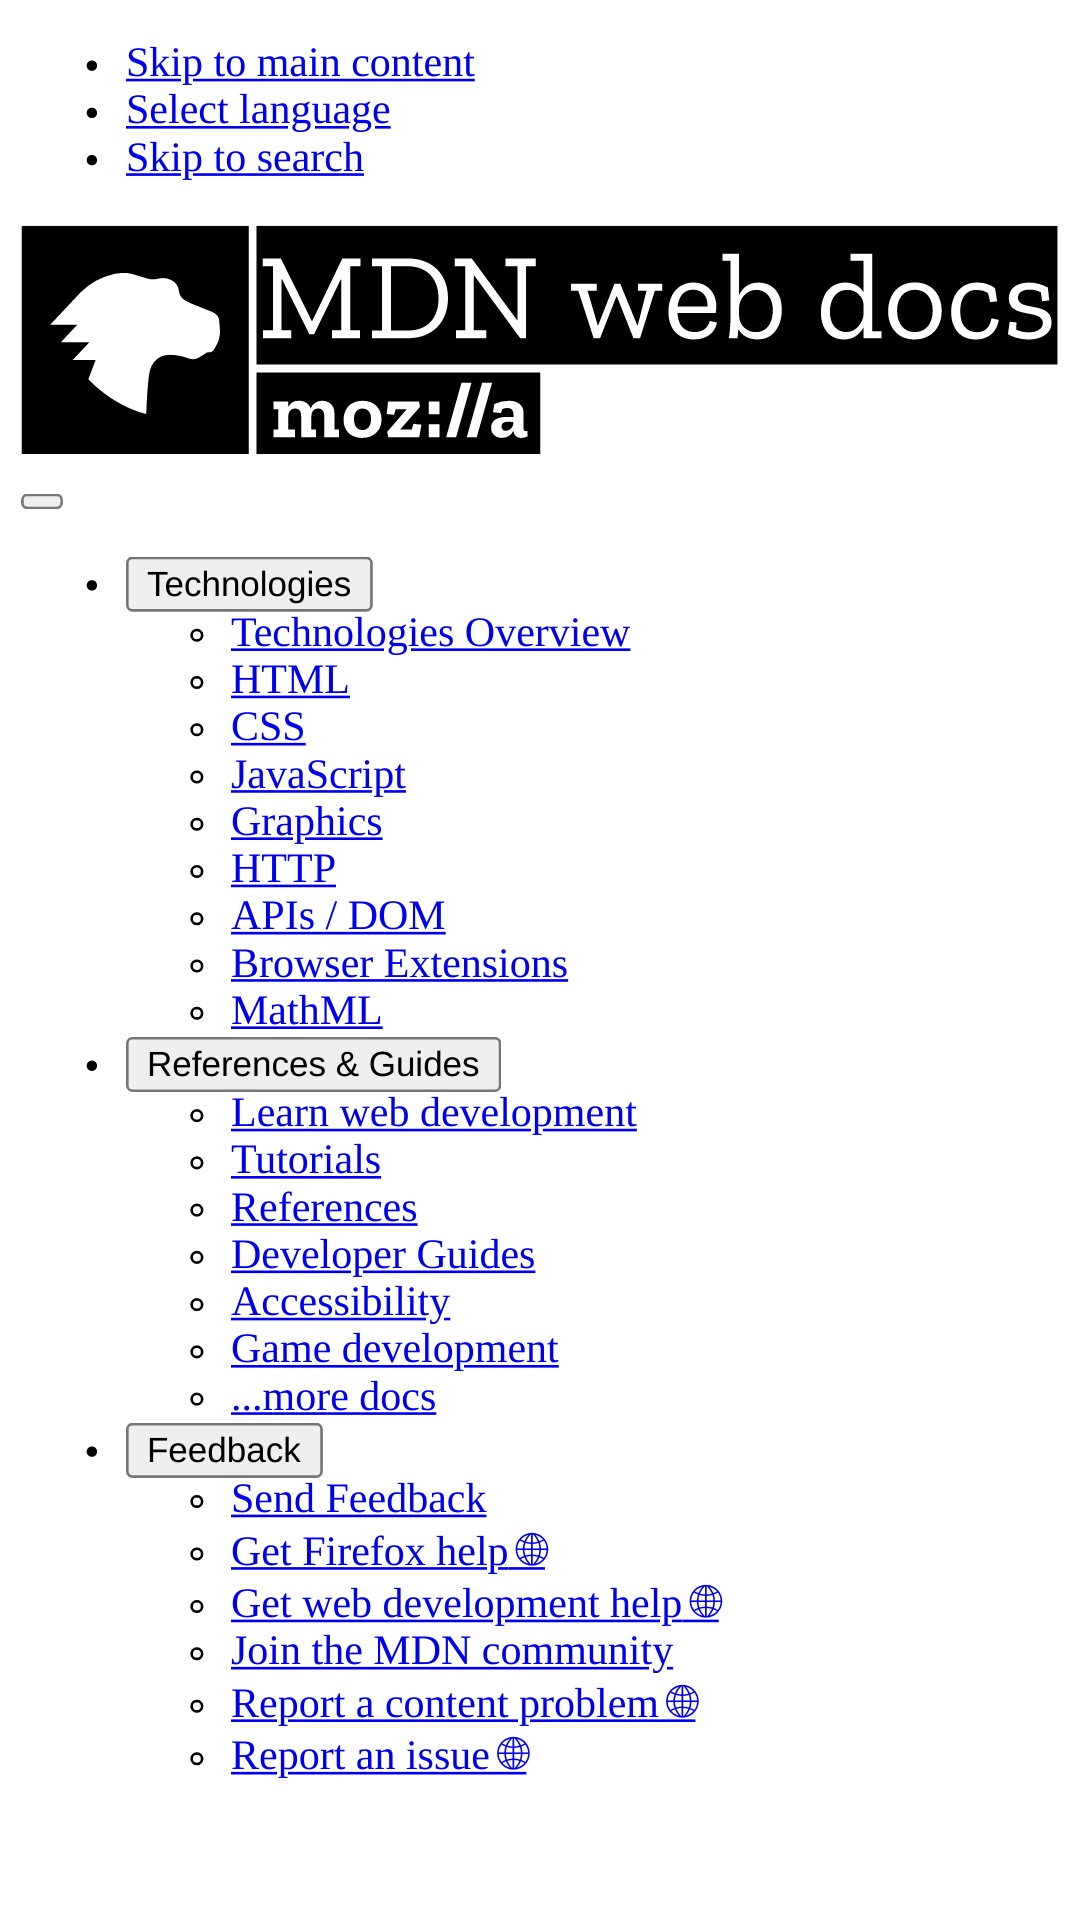 Skip to main content
Select language
Skip to search
MDN web docs
moz://a
Technologies
Technologies Overview
HTML
CSS
JavaScript
Graphics
HTTP
APIs / DOM
Browser Extensions
MathML
References & Guides
Learn web development
Tutorials
References
Developer Guides
Accessibility
Game development
...more docs
Feedback
Send Feedback
Get Firefox help
Get web development help
Join the MDN community
Report a content problem
Report an issue